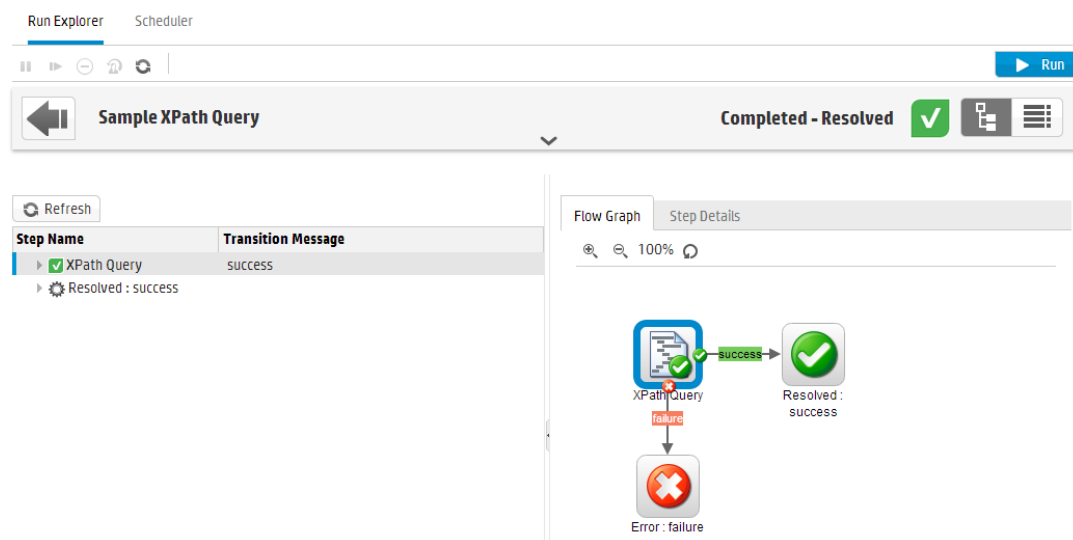 Run Explorer Scheduler
Run
Sample XPath Query Completed - Resolved
Refresh
Step Name Transition Message
XPath Query success
Resolved : success
Flow Graph Step Details
100%
success
XPath Query
Resolved :
success
failure
Error : failure